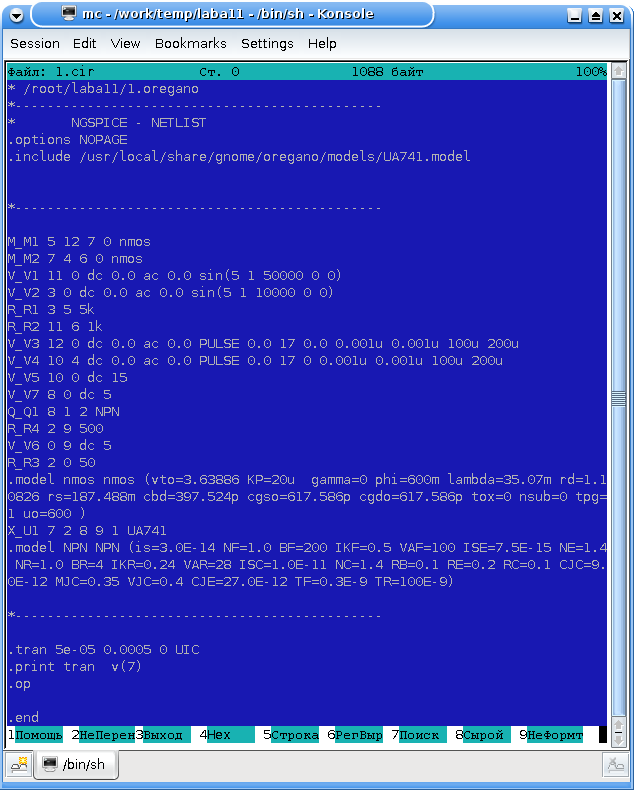 mc - /work/temp/laba11 - /bin/sh - Konsole
Session Edit View Bookmarks Settings Help
Файл: 1.cir Ст. 0 1088 байт 100%
* /root/laba11/1.oregano
*-----------------------------------------------
* NGSPICE - NETLIST
.options NOPAGE
.include /usr/local/share/gnome/oregano/models/UA741.model
*-----------------------------------------------
M_M1 5 12 7 0 nmos
M_M2 7 4 6 0 nmos
V_V1 11 0 dc 0.0 ac 0.0 sin(5 1 50000 0 0)
V_V2 3 0 dc 0.0 ac 0.0 sin(5 1 10000 0 0)
R_R1 3 5 5k
R_R2 11 6 1k
V_V3 12 0 dc 0.0 ac 0.0 PULSE 0.0 17 0.0 0.001u 0.001u 100u 200u
V_V4 10 4 dc 0.0 ac 0.0 PULSE 0.0 17 0 0.001u 0.001u 100u 200u
V_V5 10 0 dc 15
V_V7 8 0 dc 5
Q_Q1 8 1 2 NPN
R_R4 2 9 500
V_V6 0 9 dc 5
R_R3 2 0 50
.model nmos nmos (vto=3.63886 KP=20u gamma=0 phi=600m lambda=35.07m rd=1.1
0826 rs=187.488m cbd=397.524p cgso=617.586p cgdo=617.586p tox=0 nsub=0 tpg=
1 uo=600 )
X_U1 7 2 8 9 1 UA741
.model NPN NPN (is=3.0E-14 NF=1.0 BF=200 IKF=0.5 VAF=100 ISE=7.5E-15 NE=1.4
NR=1.0 BR=4 IKR=0.24 VAR=28 ISC=1.0E-11 NC=1.4 RB=0.1 RE=0.2 RC=0.1 CJC=9.
0E-12 MJC=0.35 VJC=0.4 CJE=27.0E-12 TF=0.3E-9 TR=100E-9)
*-----------------------------------------------
.tran 5e-05 0.0005 0 UIC
.print tran v(7)
.op
.end
1Помощь 2НеПерен3Выход 4Hex 5Строка 6РегВыр 7Поиск 8Сырой 9Неформт
/bin/sh